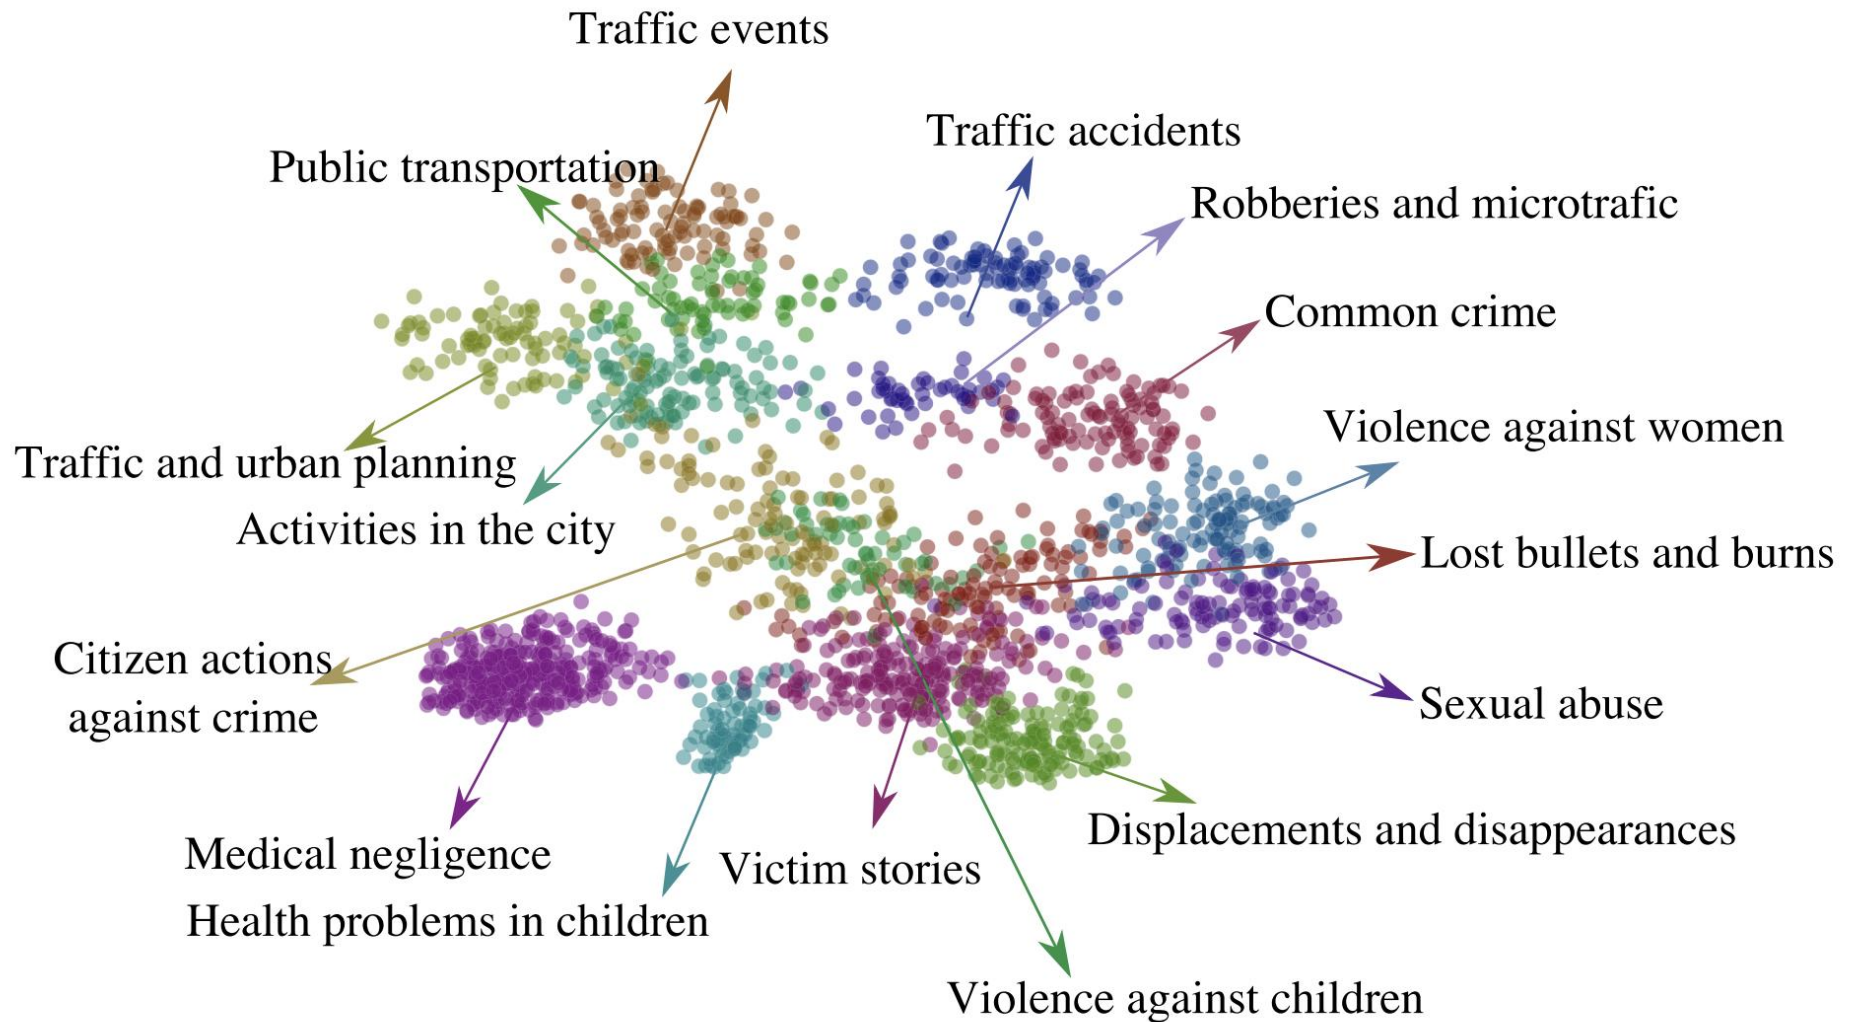 Traffic events
Traffic accidents
Public transportation
Robberies and microtrafic
Common crime
Violence against women
Traffic and urban planning
Activities in the city
Lost bullets and burns
Citizen actions
against crime
Sexual abuse
Displacements and disappearances
Medical negligence
Victim stories
Health problems in children
Violence against children